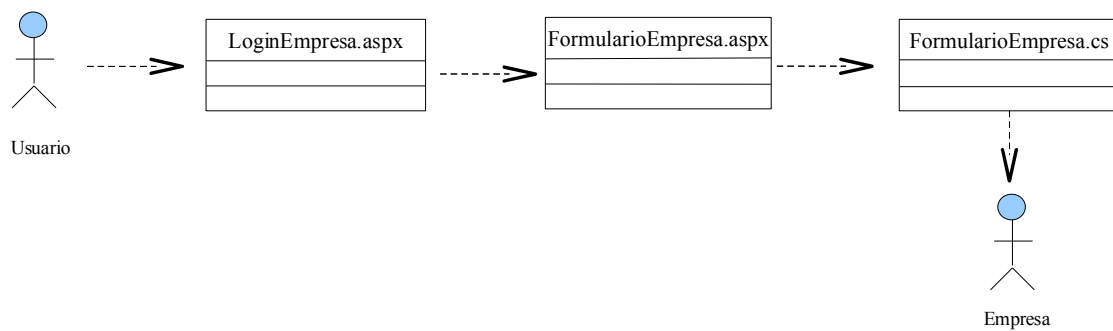 LoginEmpresa.aspx
FormularioEmpresa.aspx
FormularioEmpresa.cs
Usuario
Empresa